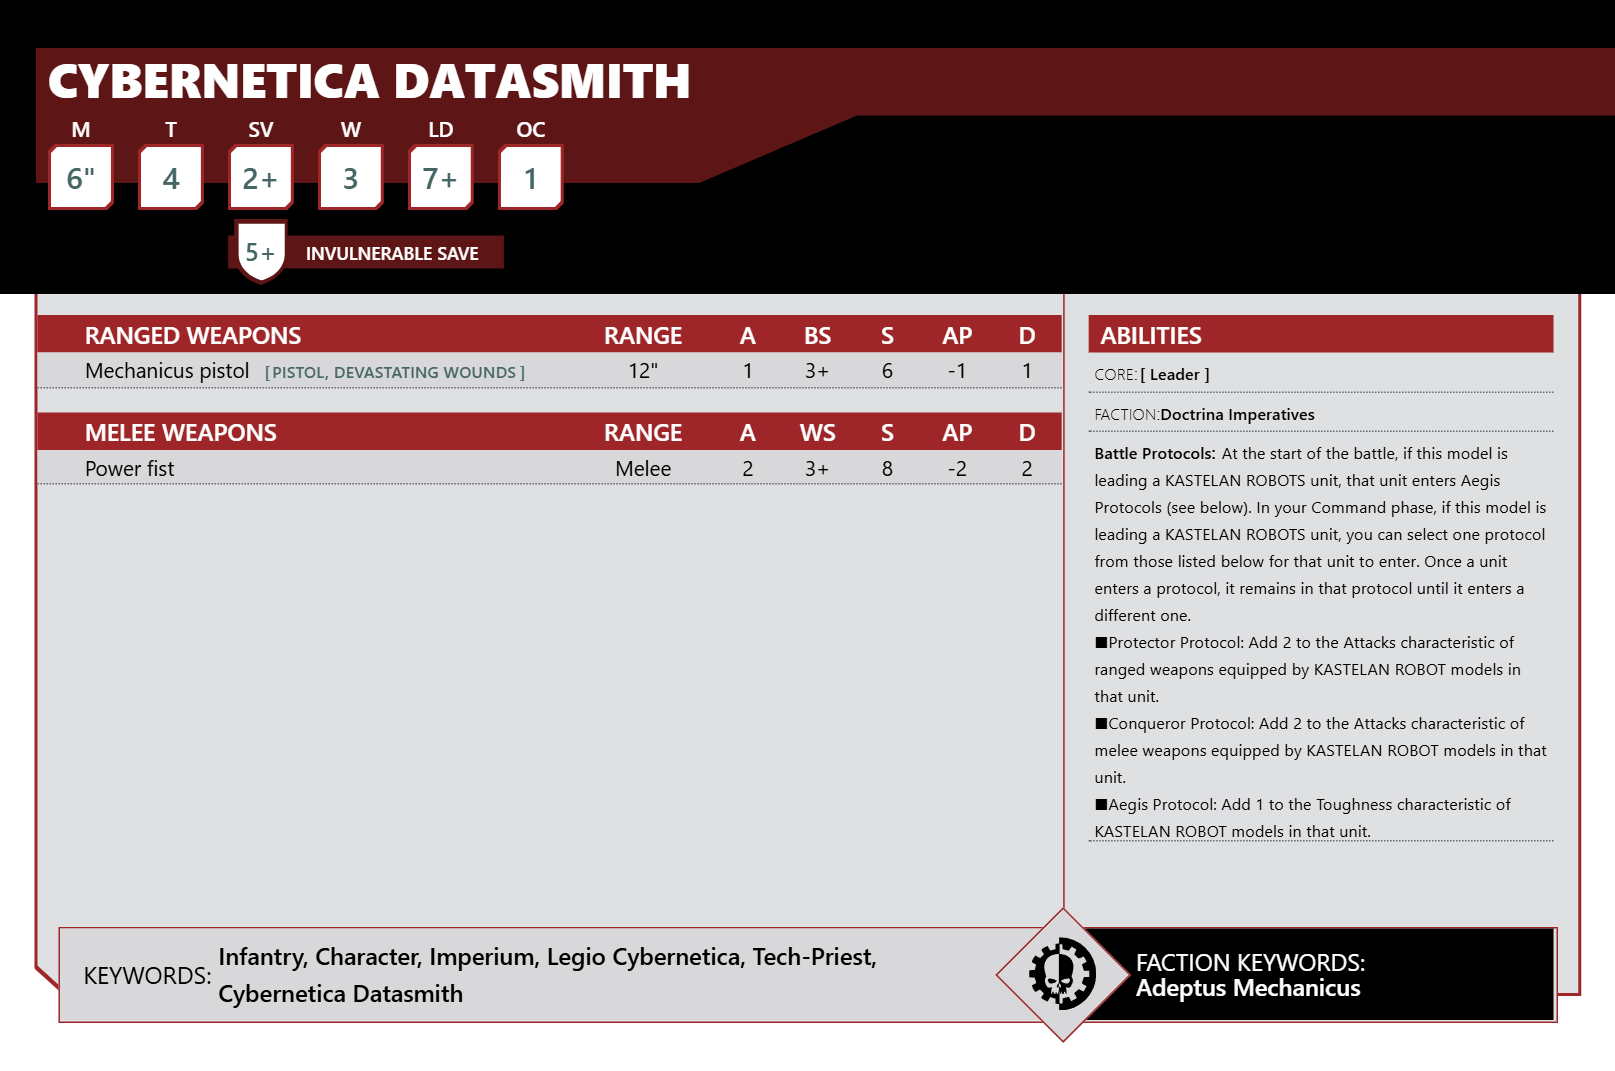 CYBERNETICA DATASMITH
M T SV W LD OC
6" 4 2+ 3 7+ 1
5+ INVULNERABLE SAVE
RANGED WEAPONS RANGE A BS S AP D
Mechanicus pistol [ PISTOL, DEVASTATING WOUNDS ] 12" 1 3+ 6 -1 1
MELEE WEAPONS RANGE A WS S AP D
Power fist Melee 2 3+ 8 -2 2
ABILITIES
CORE: [ Leader ]
FACTION:Doctrina Imperatives
Battle Protocols: At the start of the battle, if this model is
leading a KASTELAN ROBOTS unit, that unit enters Aegis
Protocols (see below). In your Command phase, if this model is
leading a KASTELAN ROBOTS unit, you can select one protocol
from those listed below for that unit to enter. Once a unit
enters a protocol, it remains in that protocol until it enters a
different one.
■Protector Protocol: Add 2 to the Attacks characteristic of
ranged weapons equipped by KASTELAN ROBOT models in
that unit.
■Conqueror Protocol: Add 2 to the Attacks characteristic of
melee weapons equipped by KASTELAN ROBOT models in that
unit.
■Aegis Protocol: Add 1 to the Toughness characteristic of
KASTELAN ROBOT models in that unit.
KEYWORDS: Infantry, Character, Imperium, Legio Cybernetica, Tech-Priest,
Cybernetica Datasmith
FACTION KEYWORDS:
Adeptus Mechanicus